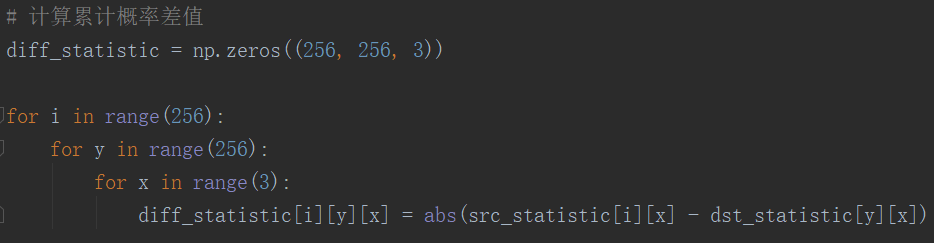 # 计算累计概率差值
diff_statistic = np.zeros((256, 256, 3))
for i in range(256):
for y in range(256):
for x in range(3):
diff_statistic[i][y][x] = abs(src_statistic[i][x] - dst_statistic[y][x])